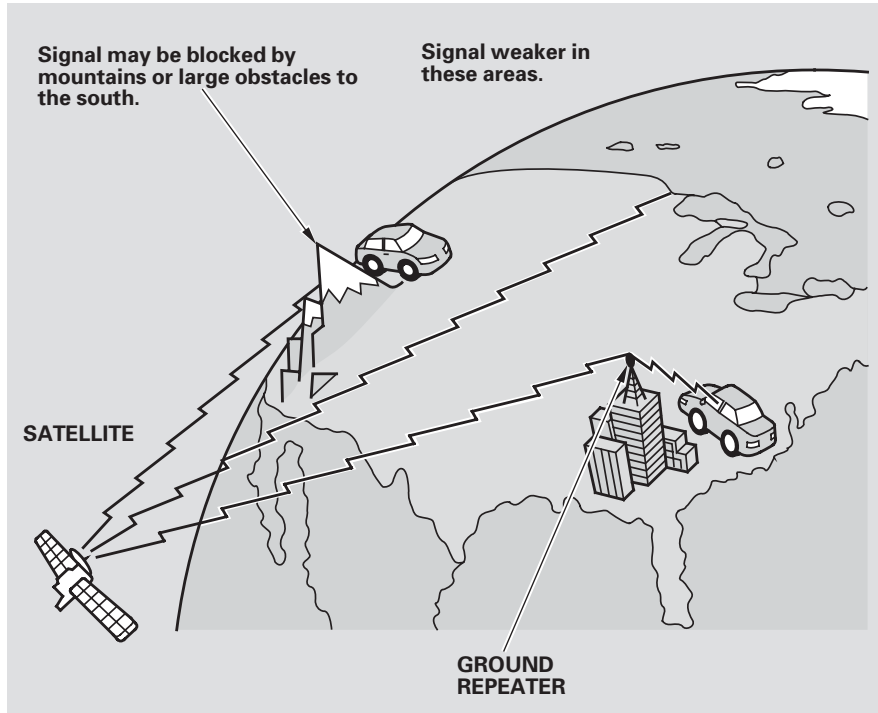 Signal may be blocked by
mountains or large obstacles to
the south.
Signal weaker in
these areas.
SATELLITE
GROUND
REPEATER